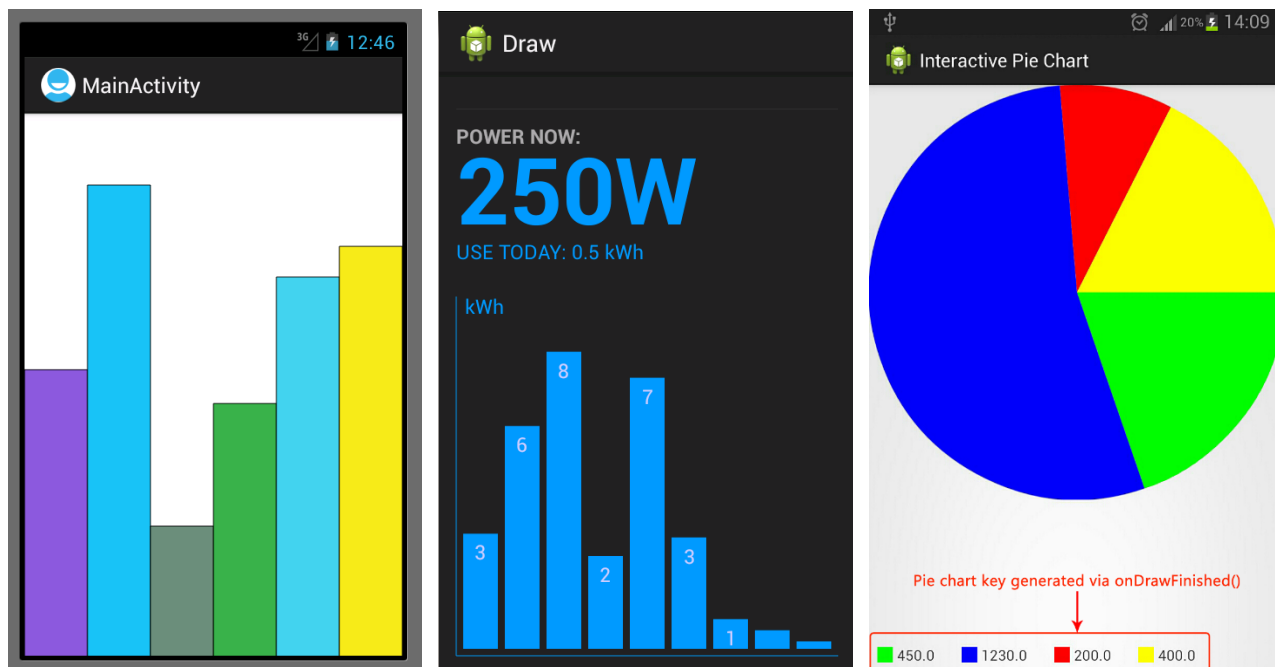 3G 12:46
MainActivity
Draw
POWER NOW:
250W
USE TODAY: 0.5 kWh
kWh
8
7
6
3
3
2
1
20% 14:09
Interactive Pie Chart
Pie chart key generated via onDrawFinished()
450.0 1230.0 200.0 400.0